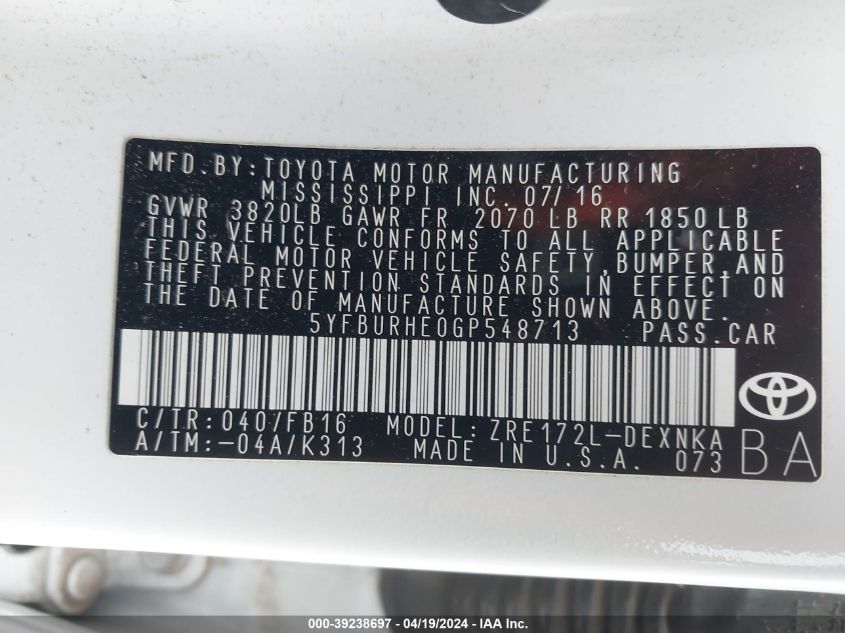 MFD. BY: TOYOTA MOTOR MANUFACTURING
MISSISSIPPI INC. 07/16
GVWR 3820LB GAWR FR 2070 LB RR 1850 LB
THIS VEHICLE CONFORMS TO ALL APPLICABLE
FEDERAL MOTOR VEHICLE SAFETY, BUMPER, AND
THEFT PREVENTION STANDARDS IN EFFECT ON
THE DATE OF MANUFACTURE SHOWN ABOVE.
5YFBURHE0GP548713 PASS. CAR
C/TR: 040/FB16 MODEL: ZRE172L-DEXNKA
A/TM: -04A/K313 MADE IN U.S.A. 073 BA
000-39238697 - 04/19/2024 - IAA Inc.